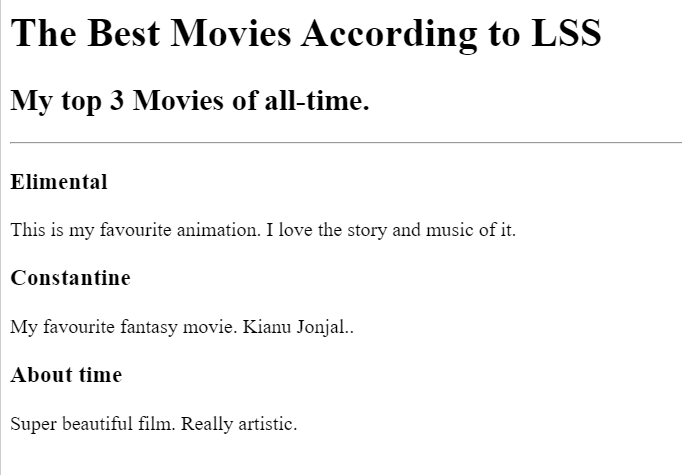 The Best Movies According to LSS
My top 3 Movies of all-time.
Elimental
This is my favourite animation. I love the story and music of it.
Constantine
My favourite fantasy movie. Kianu Jonjal..
About time
Super beautiful film. Really artistic.